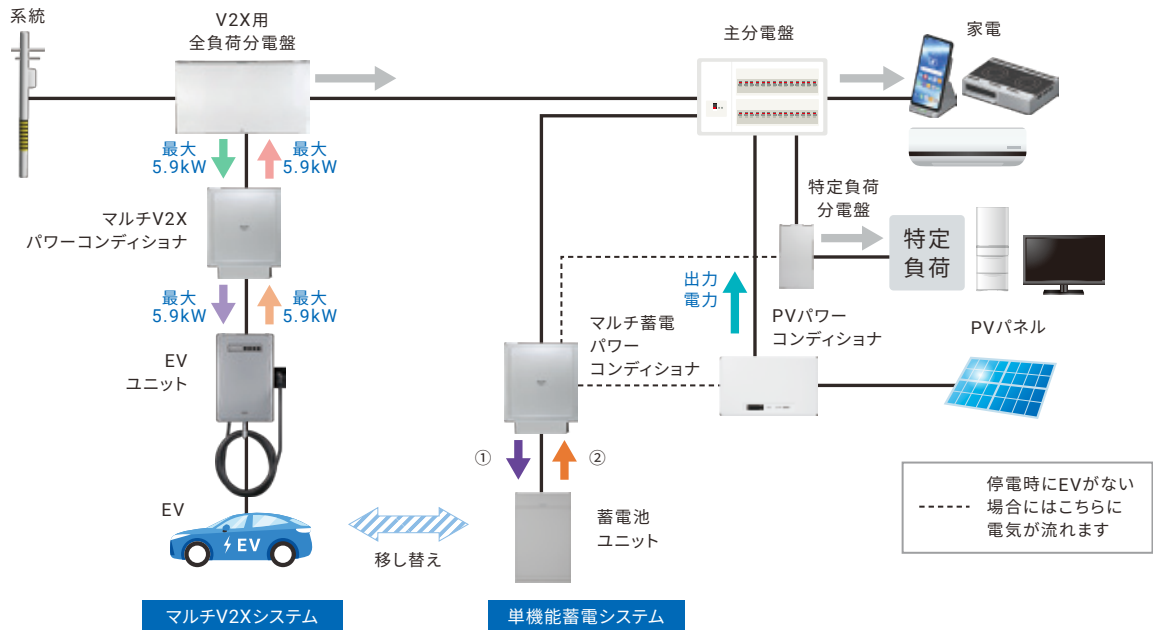 系統
V2X用
全負荷分電盤
主分電盤
家電
最大
5.9kW
最大
5.9kW
マルチV2X
パワーコンディショナ
特定負荷
分電盤
特定
負荷
最大
5.9kW
最大
5.9kW
出力
電力
EV
ユニット
マルチ蓄電
パワー
コンディショナ
PVパワー
コンディショナ
PVパネル
①
②
EV
EV
移し替え
蓄電池
ユニット
停電時にEVがない
場合にはこちらに
電気が流れます
マルチV2Xシステム
単機能蓄電システム